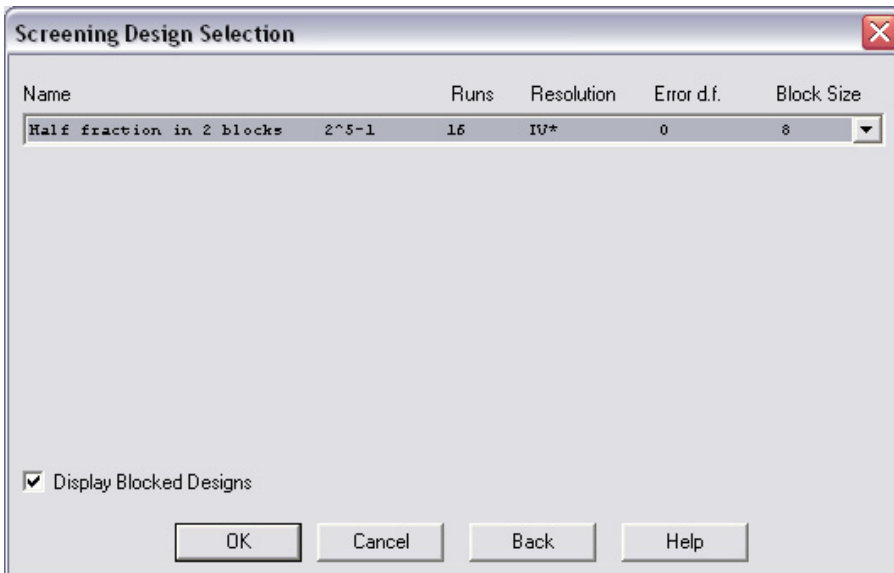 Screening Design Selection
Name Runs Resolution Error d.f. Block Size
Half fraction in 2 blocks 2^5-1 16 IV* 0 8
Display Blocked Designs
OK Cancel Back Help